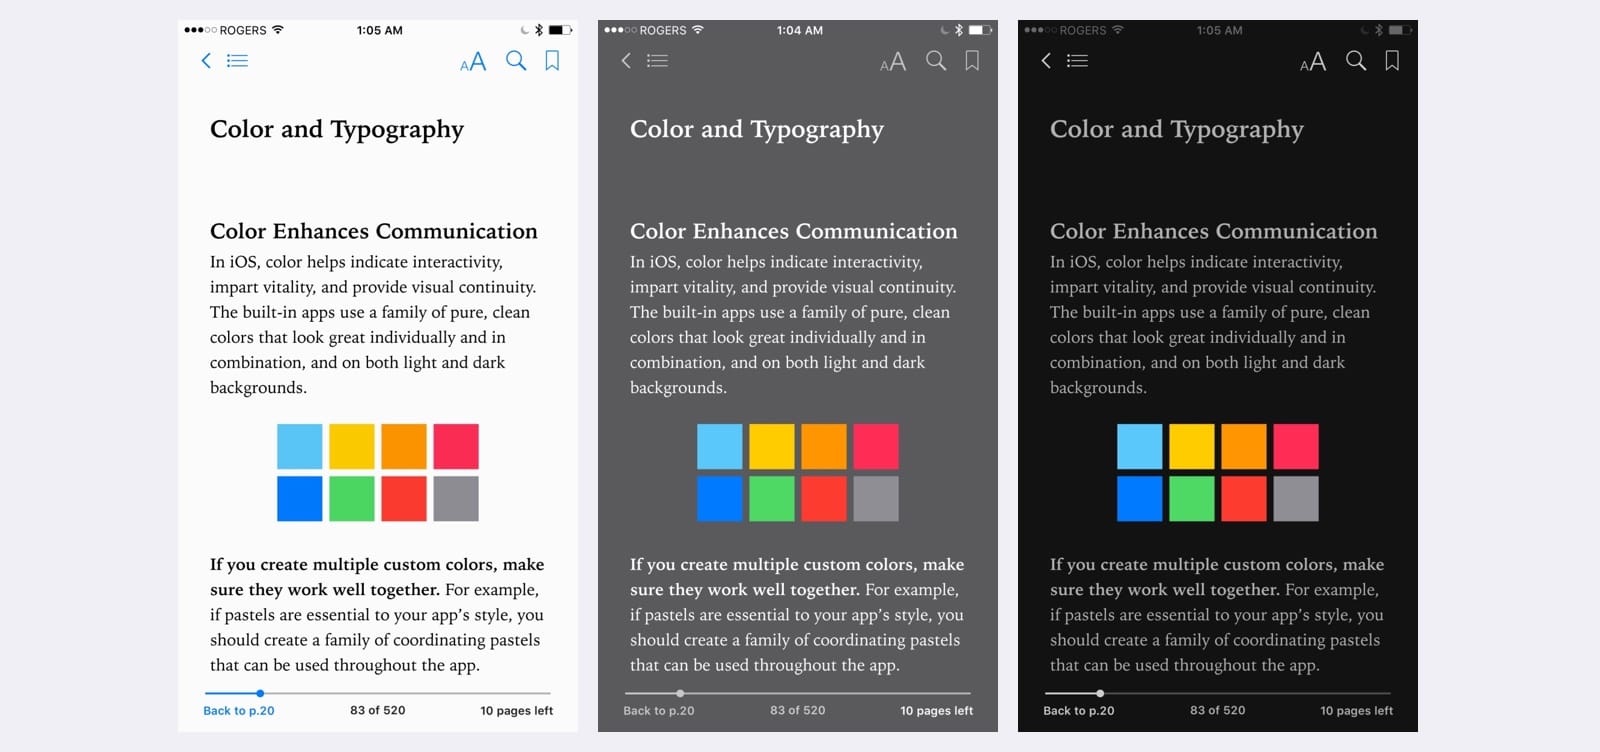 ROGERS 1:05 AM
AA
Color and Typography
Color Enhances Communication
In iOS, color helps indicate interactivity,
impart vitality, and provide visual continuity.
The built-in apps use a family of pure, clean
colors that look great individually and in
combination, and on both light and dark
backgrounds.
If you create multiple custom colors, make
sure they work well together. For example,
if pastels are essential to your app’s style, you
should create a family of coordinating pastels
that can be used throughout the app.
Back to p.20 83 of 520 10 pages left
ROGERS 1:04 AM
AA
Color and Typography
Color Enhances Communication
In iOS, color helps indicate interactivity,
impart vitality, and provide visual continuity.
The built-in apps use a family of pure, clean
colors that look great individually and in
combination, and on both light and dark
backgrounds.
If you create multiple custom colors, make
sure they work well together. For example,
if pastels are essential to your app’s style, you
should create a family of coordinating pastels
that can be used throughout the app.
Back to p.20 83 of 520 10 pages left
ROGERS 1:05 AM
AA
Color and Typography
Color Enhances Communication
In iOS, color helps indicate interactivity,
impart vitality, and provide visual continuity.
The built-in apps use a family of pure, clean
colors that look great individually and in
combination, and on both light and dark
backgrounds.
If you create multiple custom colors, make
sure they work well together. For example,
if pastels are essential to your app’s style, you
should create a family of coordinating pastels
that can be used throughout the app.
Back to p.20 83 of 520 10 pages left